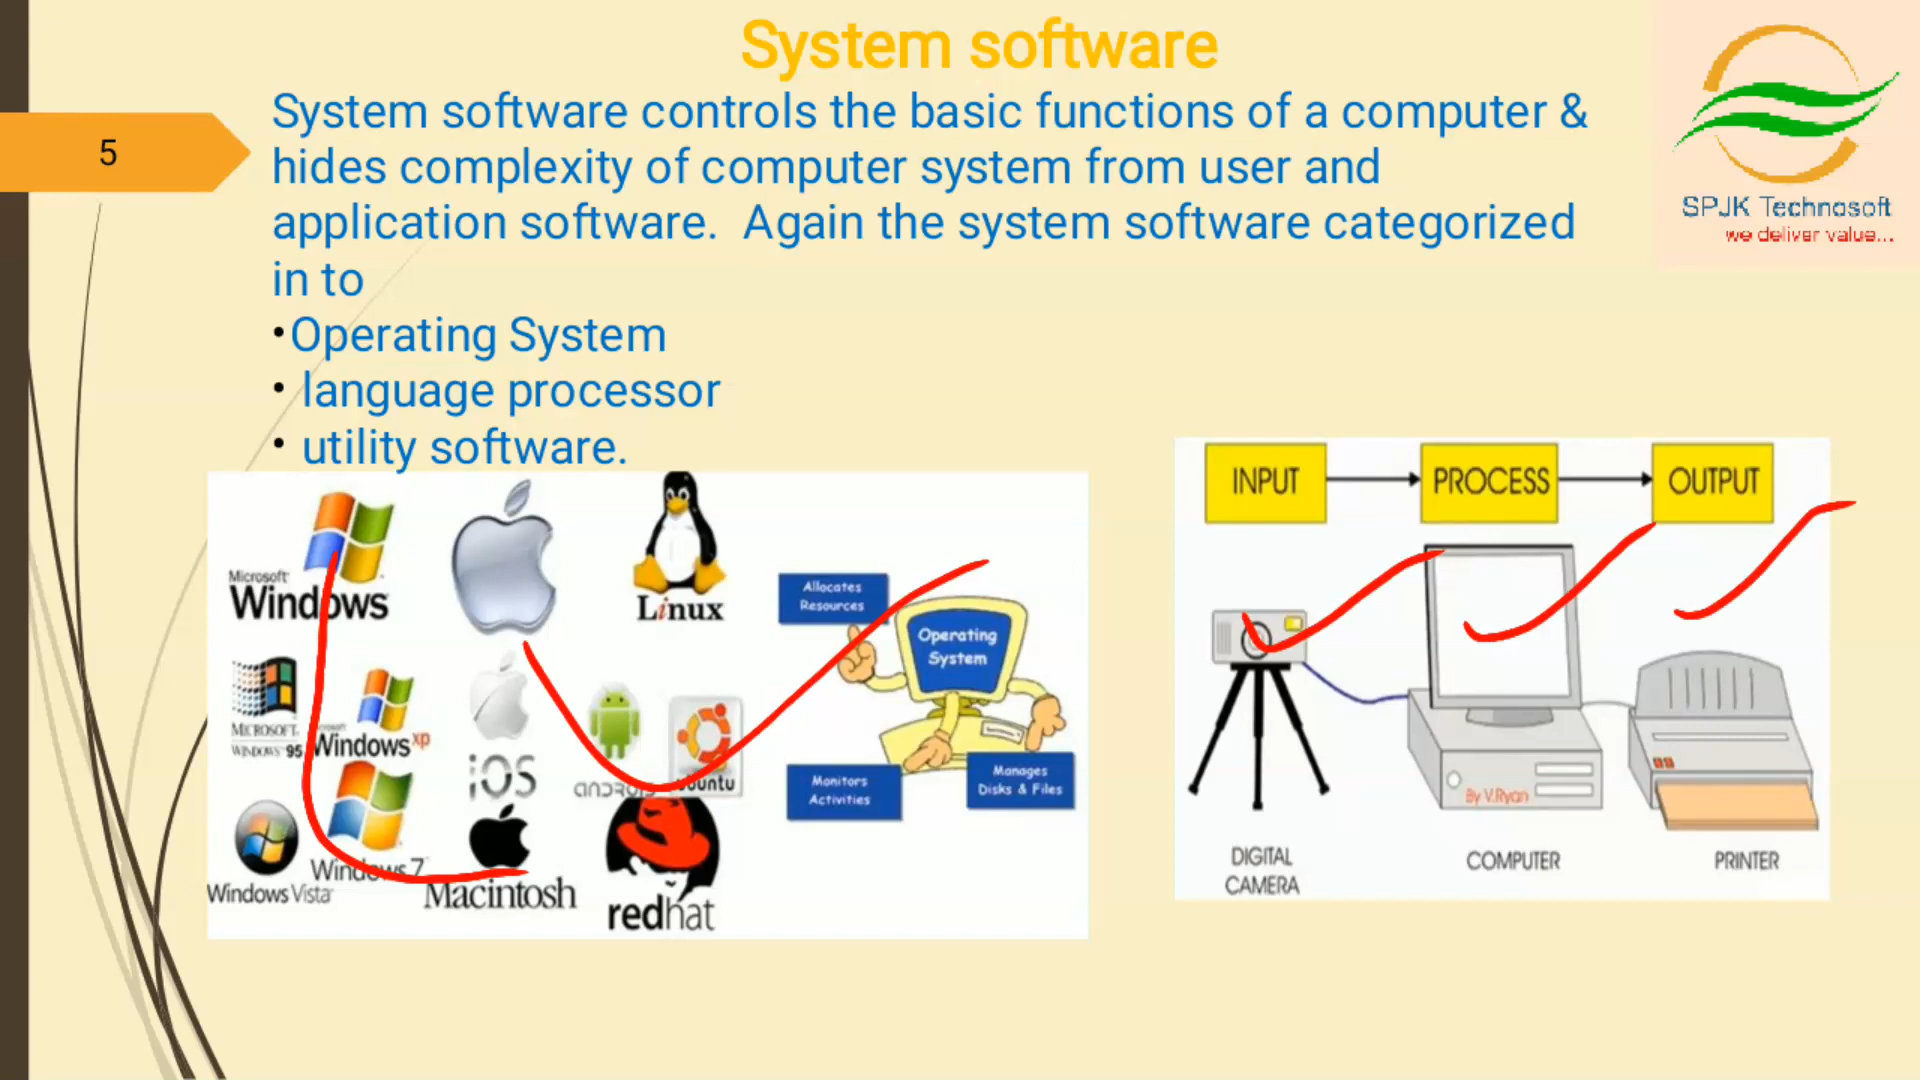 System software
5
System software controls the basic functions of a computer &
hides complexity of computer system from user and
application software.  Again the system software categorized
in to
•Operating System
• language processor
• utility software.
SPJK Technosoft
we deliver value...
Microsoft
Windows
Linux
MICROSOFT
WINDOWS 95
Windows xp
iOS
android
ubuntu
Windows Vista
Windows 7
Macintosh
redhat
Allocates
Resources
Operating
System
Monitors
Activities
Manages
Disks & Files
INPUT
PROCESS
OUTPUT
By V.Ryan
DIGITAL
CAMERA
COMPUTER
PRINTER